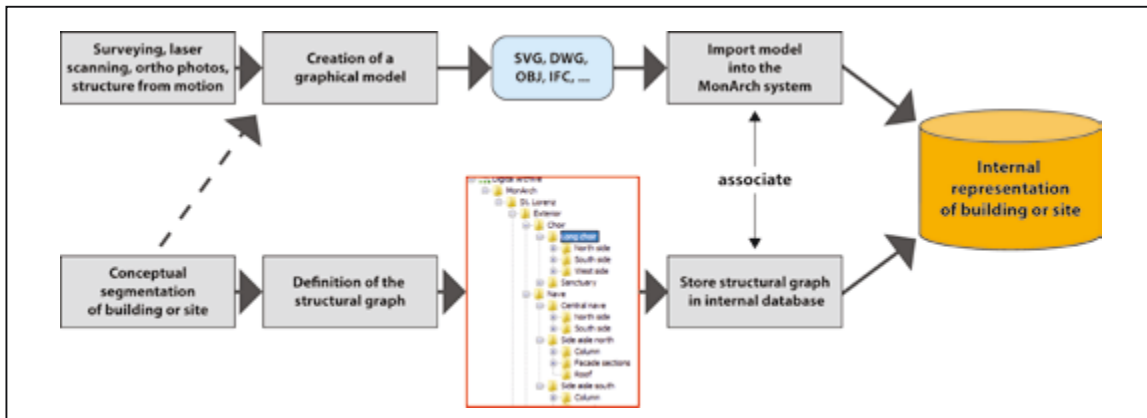 Surveying, laser
scanning, ortho photos,
structure from motion
Creation of a
graphical model
SVG, DWG,
OBJ, IFC, ...
Import model
into the
MonArch system
Internal
representation
of building or site
associate
Conceptual
segmentation
of building or site
Definition of the
structural graph
Digital Archive
MonArch
St. Lorenz
Exterior
Choir
Long choir
North side
South side
West side
Sanctuary
Nave
Central nave
North side
South side
Side aisle north
Column
Facade sections
Roof
Side aisle south
Column
Store structural graph
in internal database